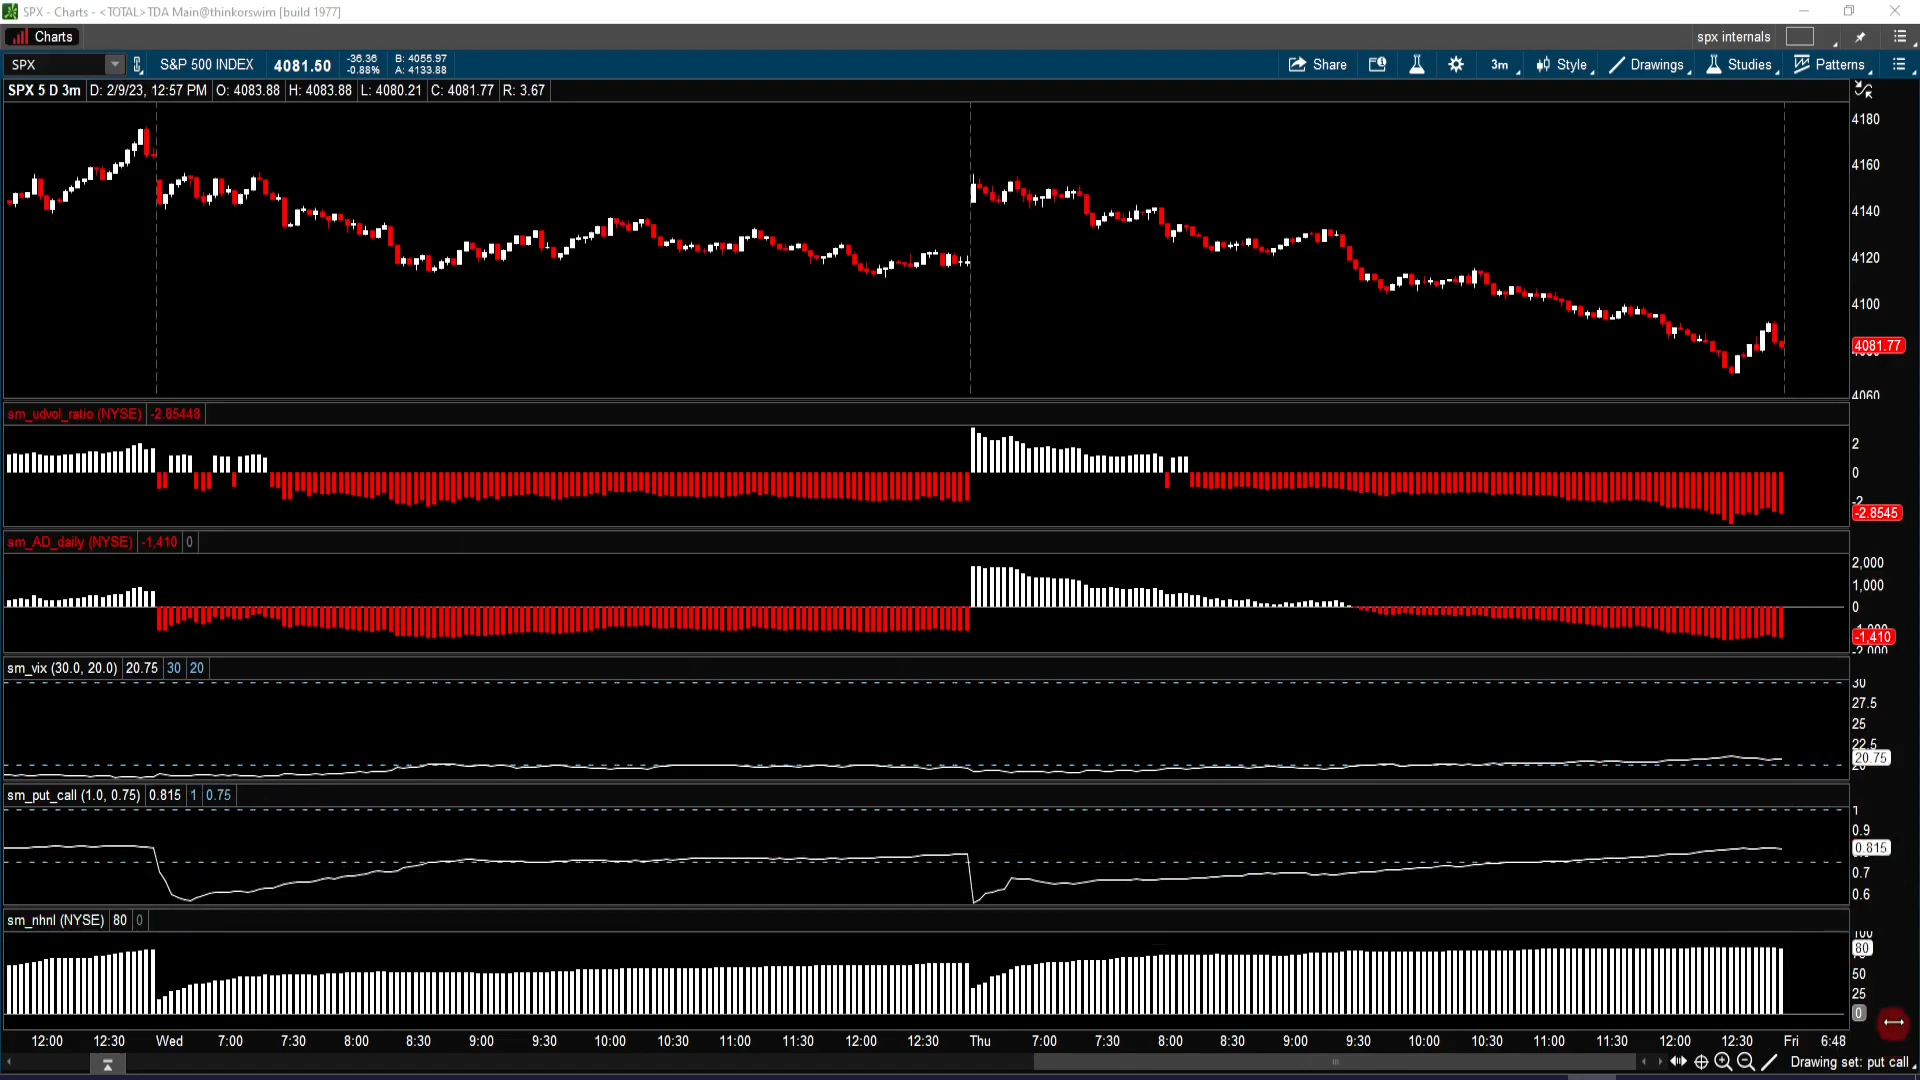 SPX - Charts - <TOTAL> TDA Main@thinkorswim [build 1977]
Charts
spx internals
SPX
S&P 500 INDEX
4081.50
-36.36
-0.88%
B: 4055.97
A: 4133.88
Share
3m
Style
Drawings
Studies
Patterns
SPX 5 D 3m D: 2/9/23, 12:57 PM O: 4083.88 H: 4083.88 L: 4080.21 C: 4081.77 R: 3.67
4180
4160
4140
4120
4100
4081.77
4060
sm_udvol_ratio (NYSE) -2.85448
2
0
-2
-2.8545
sm_AD_daily (NYSE) -1,410 0
2,000
1,000
0
-1,410
-2,000
sm_vix (30.0, 20.0) 20.75 30 20
30
27.5
25
22.5
20.75
sm_put_call (1.0, 0.75) 0.815 1 0.75
1
0.9
0.815
0.7
0.6
sm_nhnl (NYSE) 80 0
100
80
50
25
0
12:00 12:30 Wed 7:00 7:30 8:00 8:30 9:00 9:30 10:00 10:30 11:00 11:30 12:00 12:30 Thu 7:00 7:30 8:00 8:30 9:00 9:30 10:00 10:30 11:00 11:30 12:00 12:30 Fri 6:48
Drawing set: put call